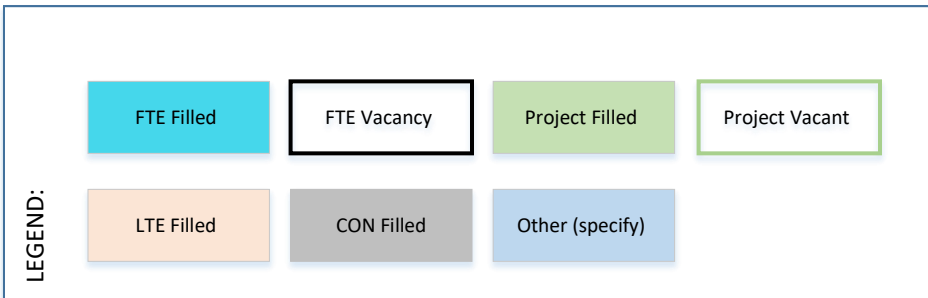 FTE Filled
FTE Vacancy
Project Filled
Project Vacant
LEGEND:
LTE Filled
CON Filled
Other (specify)